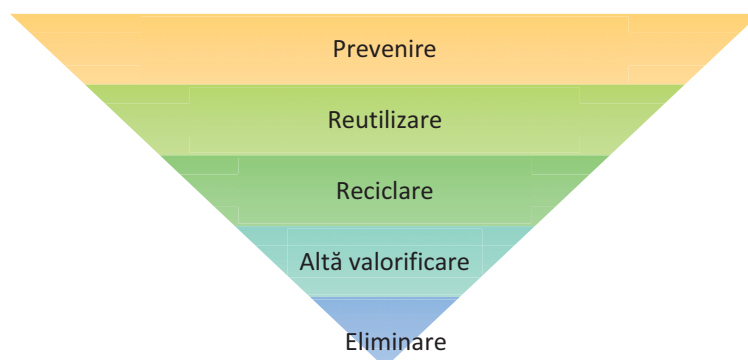 Prevenire
Reutilizare
Reciclare
Altă valorificare
Eliminare